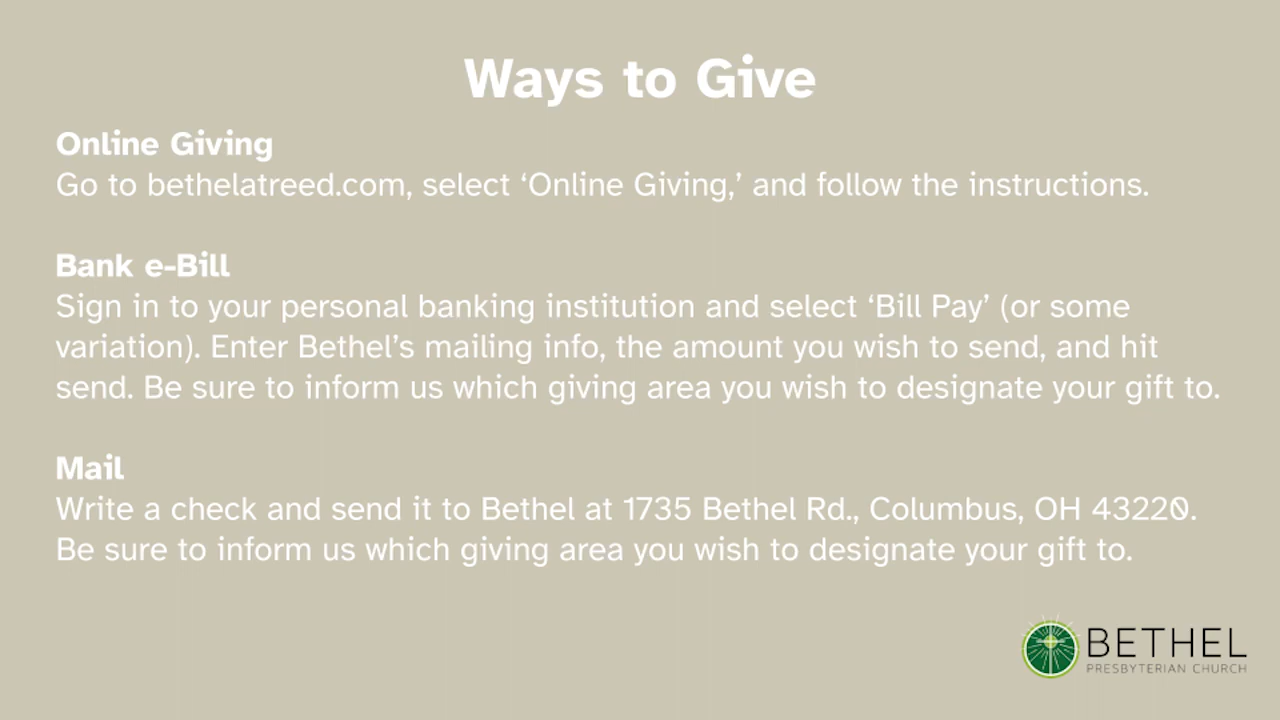 Ways to Give
Online Giving
Go to bethelatreed.com, select ‘Online Giving,’ and follow the instructions.
Bank e-Bill
Sign in to your personal banking institution and select ‘Bill Pay’ (or some
variation). Enter Bethel’s mailing info, the amount you wish to send, and hit
send. Be sure to inform us which giving area you wish to designate your gift to.
Mail
Write a check and send it to Bethel at 1735 Bethel Rd., Columbus, OH 43220.
Be sure to inform us which giving area you wish to designate your gift to.
BETHEL
PRESBYTERIAN CHURCH